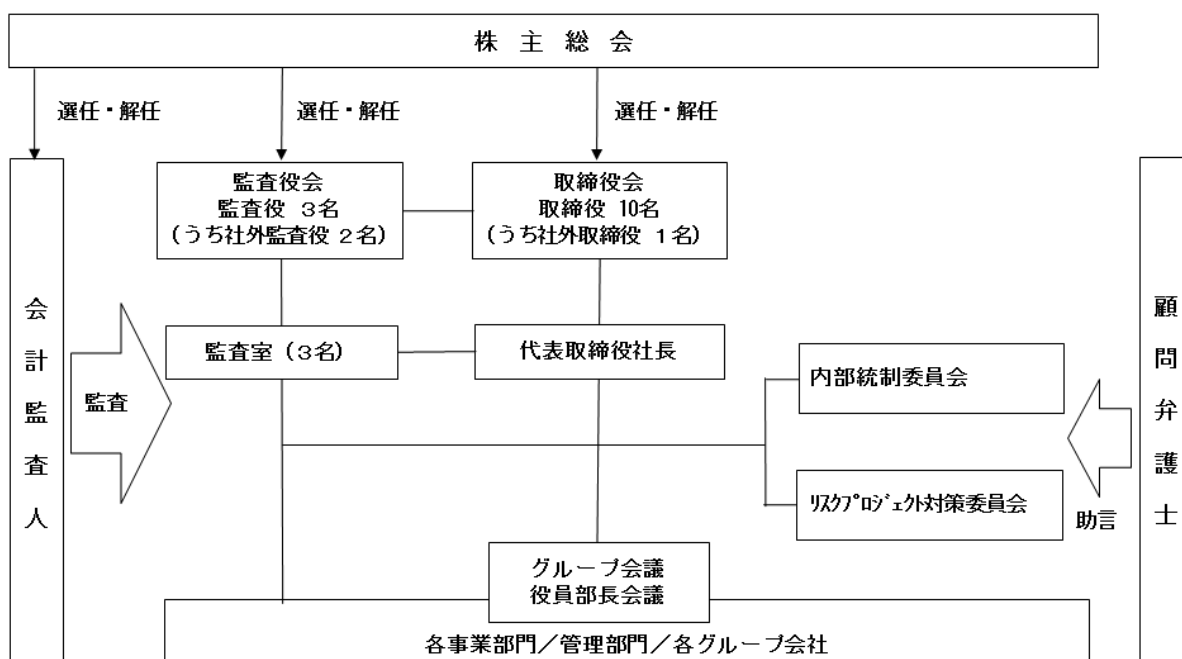 株主総会
選任・解任
選任・解任
選任・解任
監査役会
監査役 3名
(うち社外監査役 2名)
取締役会
取締役 10名
(うち社外取締役 1名)
会計監査人
監査
監査室 (3名)
代表取締役社長
内部統制委員会
リスクプロジェクト対策委員会
顧問弁護士
助言
グループ会議
役員部長会議
各事業部門/管理部門/各グループ会社